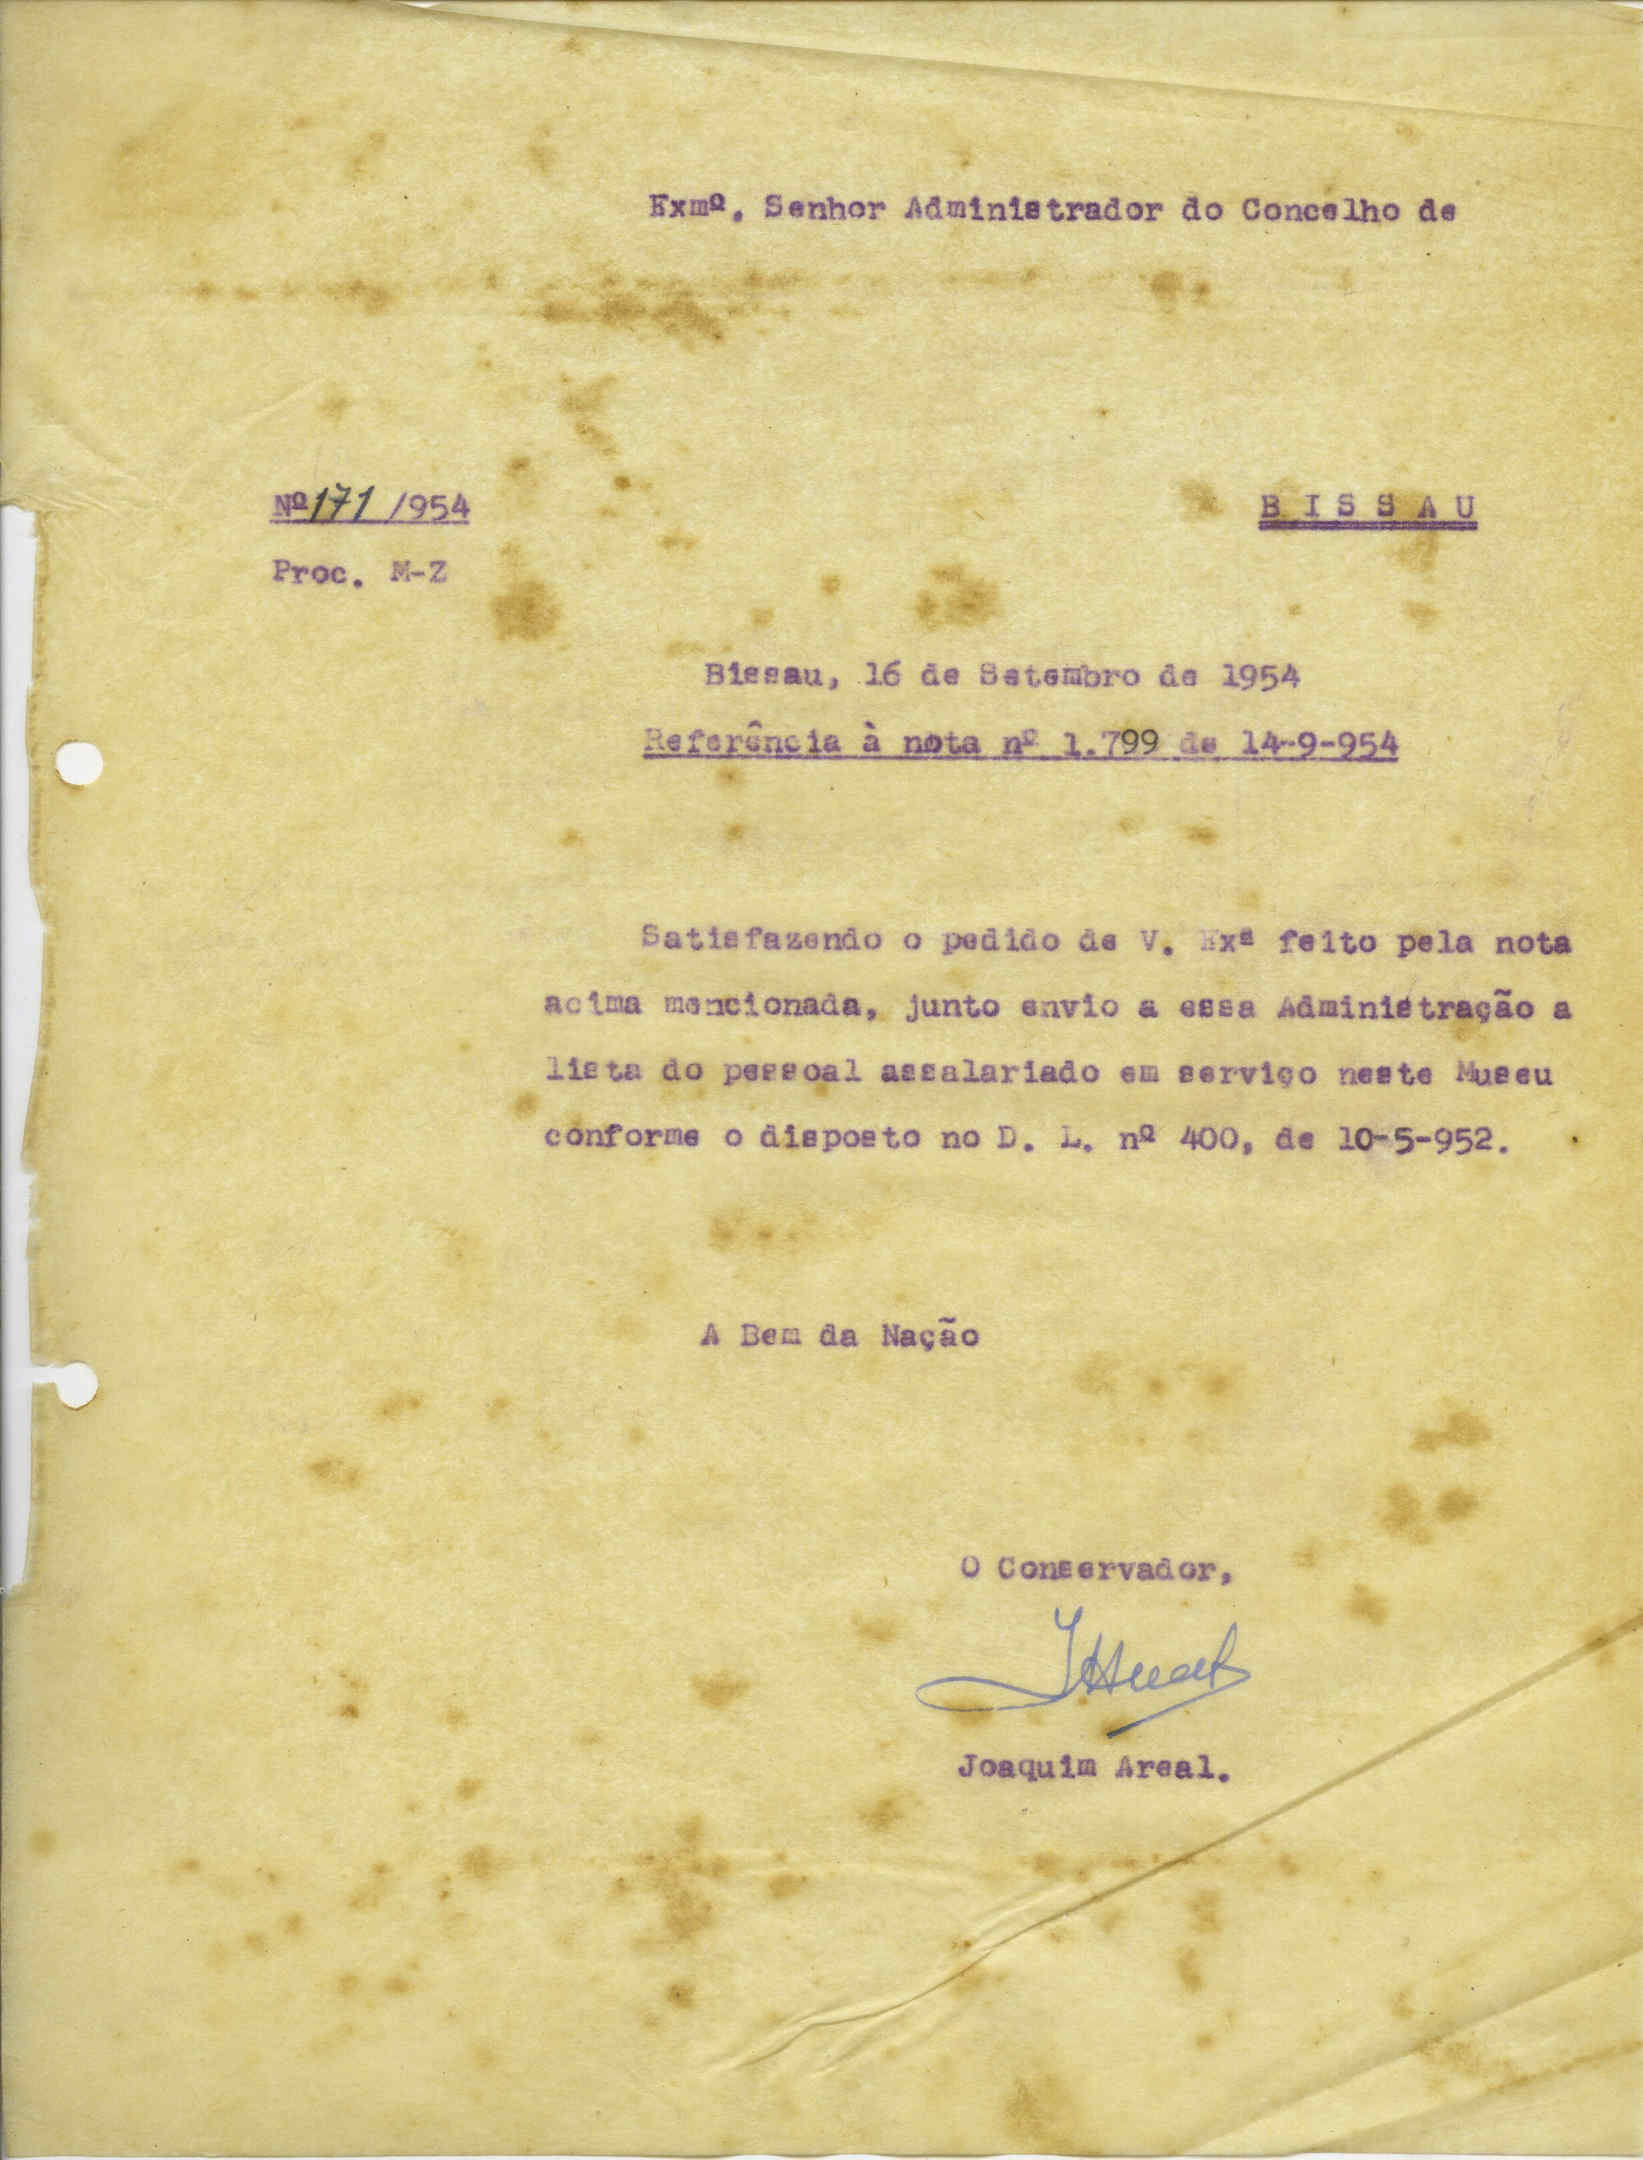 Exmº. Senhor Administrador do Concelho de
Nº 171 /954
B I S S A U
Proc. M-Z
Bissau, 16 de Setembro de 1954
Referência à nota nº 1.799 de 14-9-954
Satisfazendo o pedido de V. Exª feito pela nota
acima mencionada, junto envio a essa Administração a
lista do pessoal assalariado em serviço neste Museu
conforme o disposto no D. L. nº 400, de 10-5-952.
A Bem da Nação
O Conservador,
JAreal
Joaquim Areal.